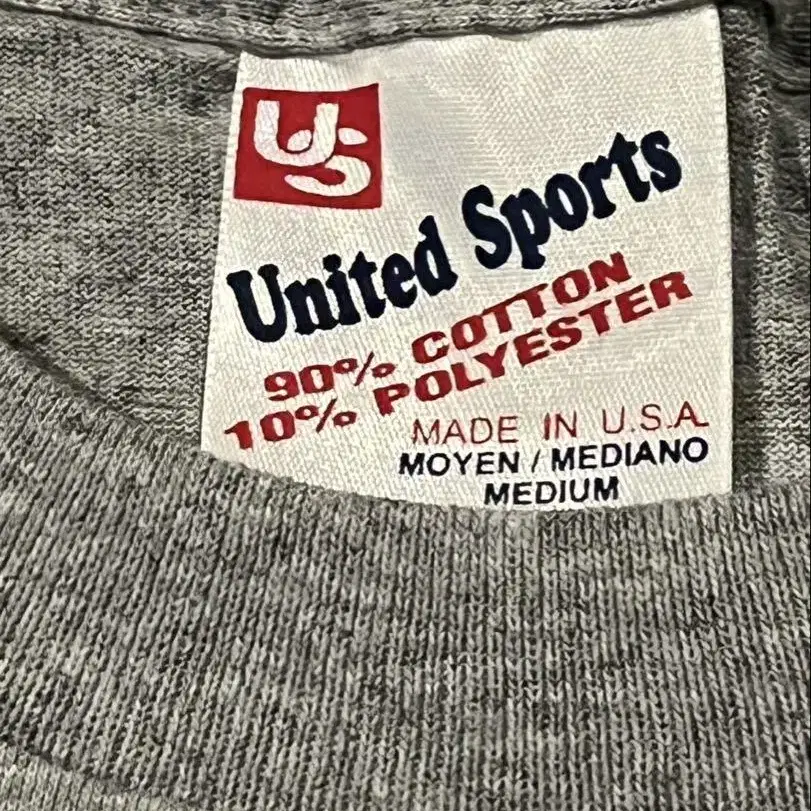 US
United Sports
90% COTTON
10% POLYESTER
MADE IN U.S.A.
MOYEN / MEDIANO
MEDIUM